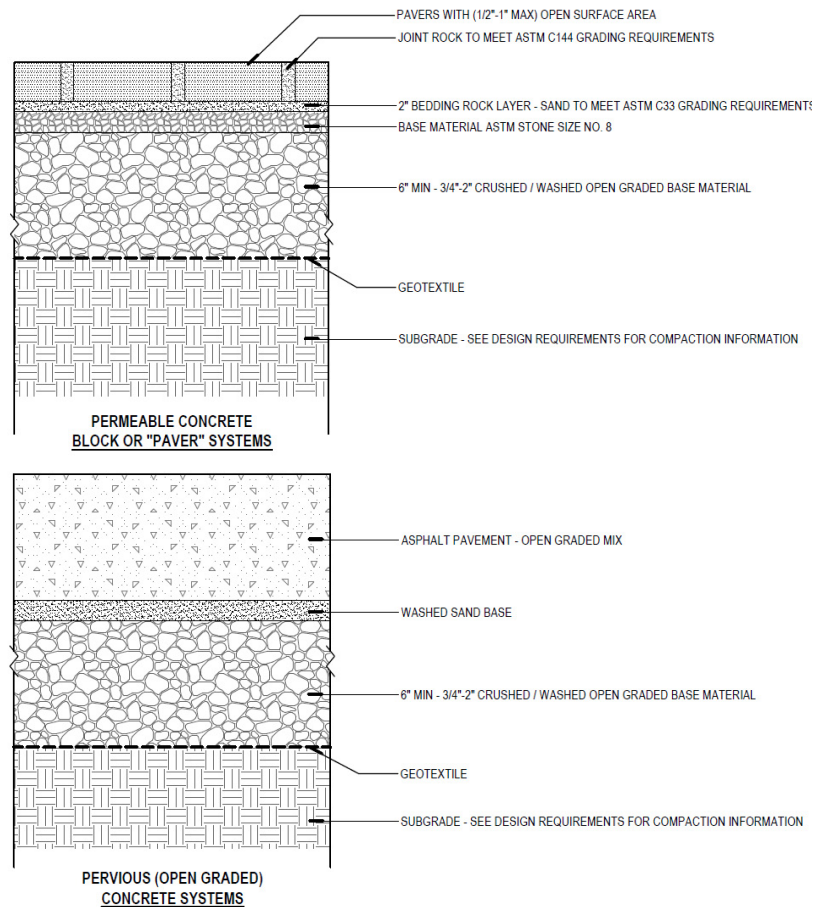 PAVERS WITH (1/2"-1" MAX) OPEN SURFACE AREA
JOINT ROCK TO MEET ASTM C144 GRADING REQUIREMENTS
2" BEDDING ROCK LAYER - SAND TO MEET ASTM C33 GRADING REQUIREMENTS
BASE MATERIAL ASTM STONE SIZE NO. 8
6" MIN - 3/4"-2" CRUSHED / WASHED OPEN GRADED BASE MATERIAL
GEOTEXTILE
SUBGRADE - SEE DESIGN REQUIREMENTS FOR COMPACTION INFORMATION
PERMEABLE CONCRETE
BLOCK OR "PAVER" SYSTEMS
ASPHALT PAVEMENT - OPEN GRADED MIX
WASHED SAND BASE
6" MIN - 3/4"-2" CRUSHED / WASHED OPEN GRADED BASE MATERIAL
GEOTEXTILE
SUBGRADE - SEE DESIGN REQUIREMENTS FOR COMPACTION INFORMATION
PERVIOUS (OPEN GRADED)
CONCRETE SYSTEMS